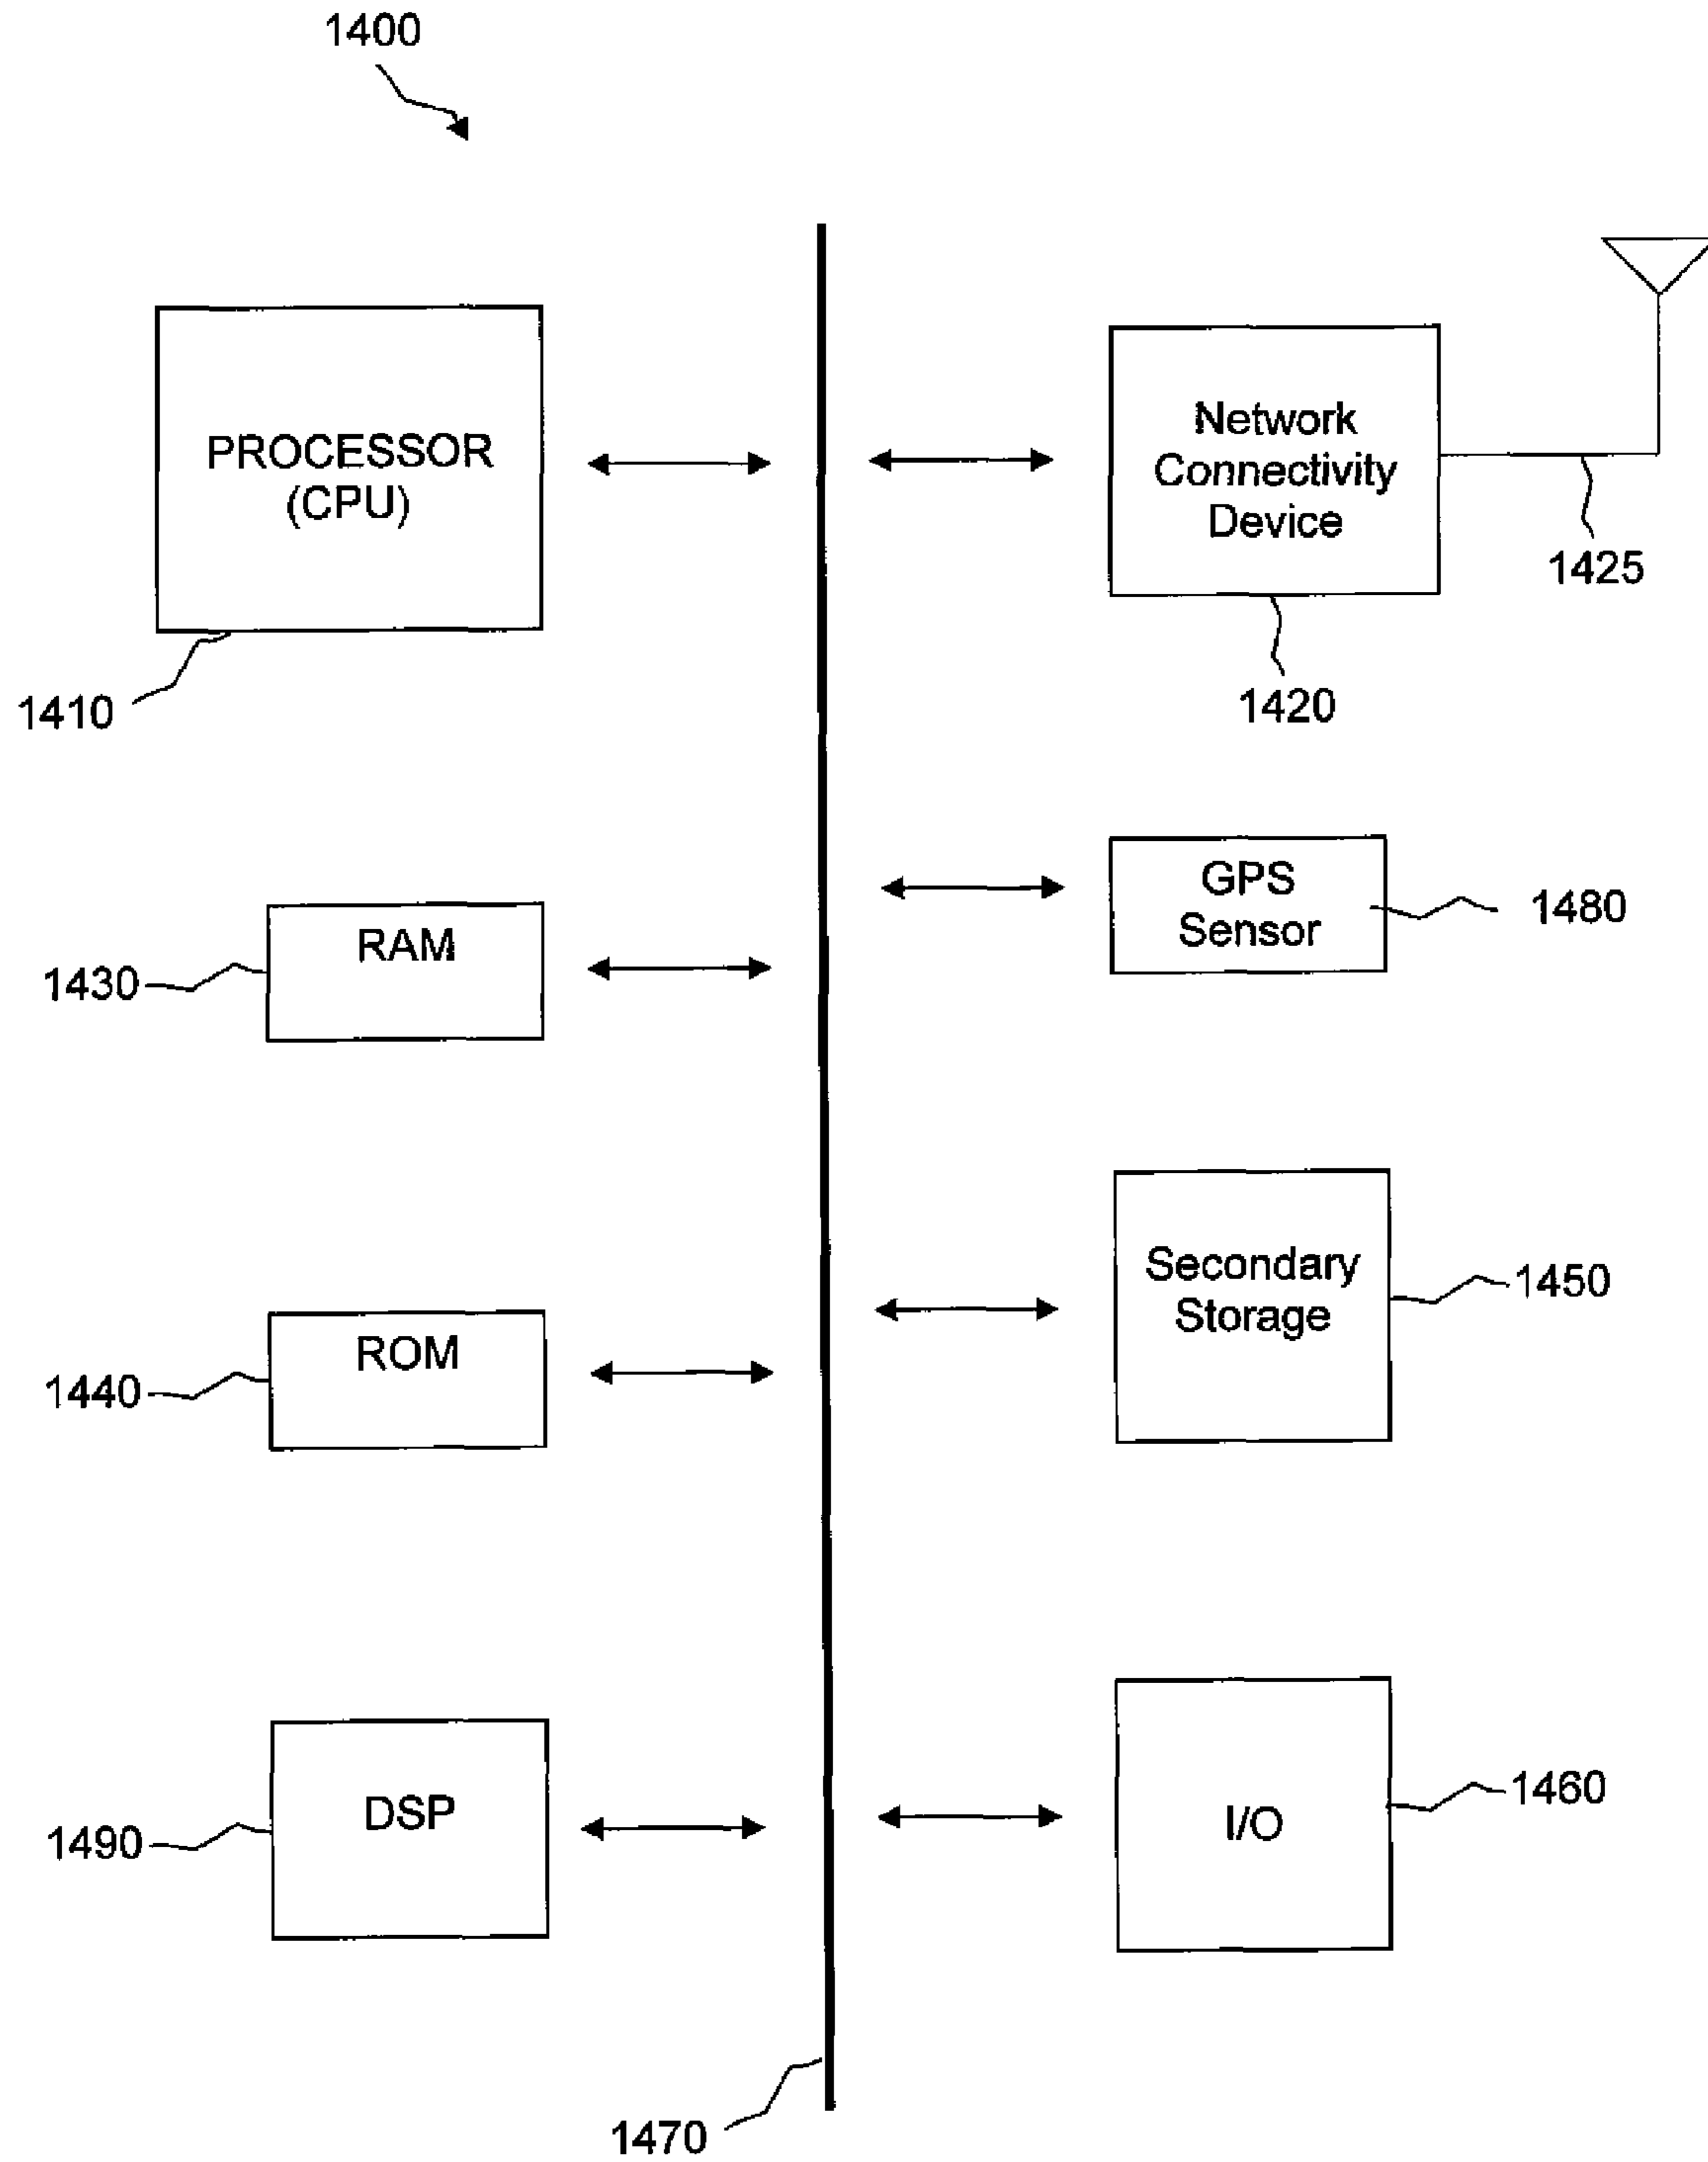 1400
PROCESSOR
(CPU)
1410
Network
Connectivity
Device
1425
1420
RAM
1430
GPS
Sensor
1480
ROM
1440
Secondary
Storage
1450
DSP
1490
I/O
1460
1470